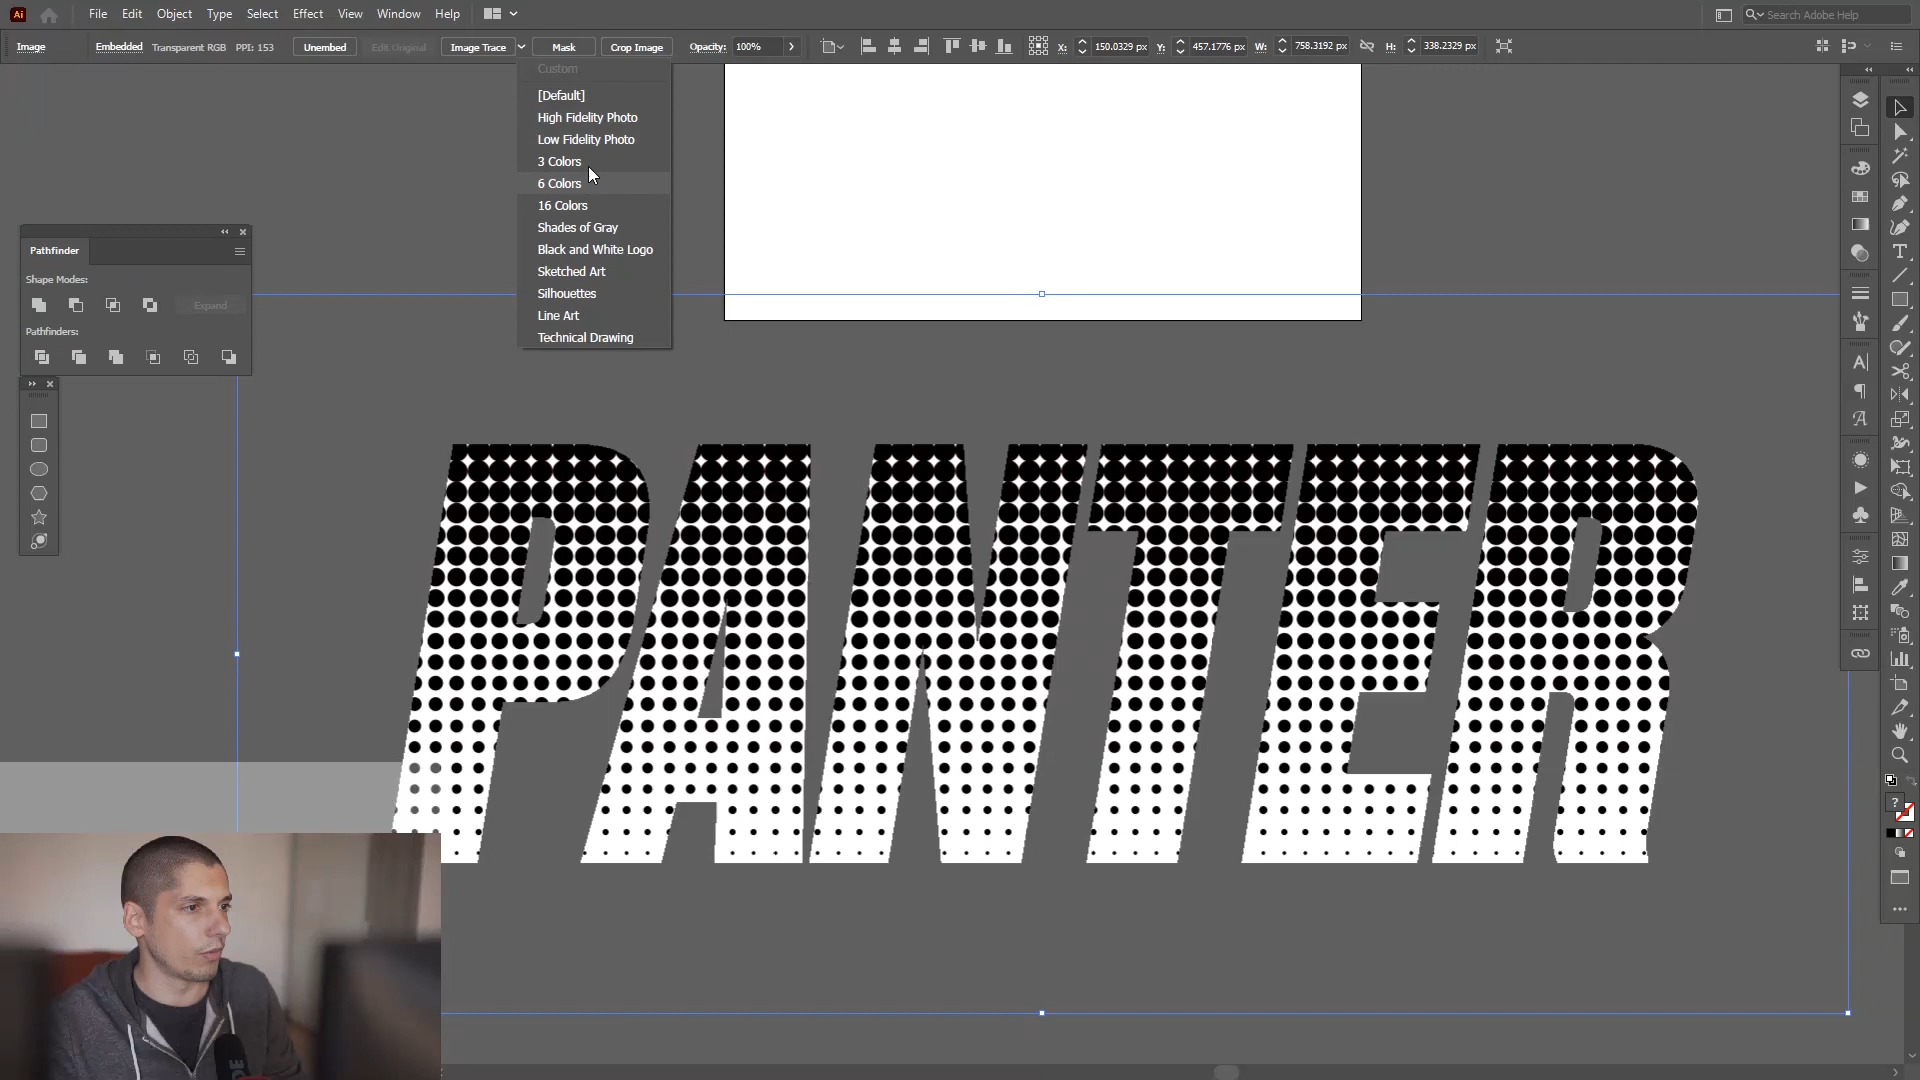 Ai File Edit Object Type Select Effect View Window Help Search Adobe Help
Image Embedded Transparent RGB PPI: 153 Unembed Edit Original Image Trace Mask Crop Image Opacity: 100% X: 150.0329 px Y: 457.1776 px W: 758.3192 px H: 338.2329 px
Custom
[Default]
High Fidelity Photo
Low Fidelity Photo
3 Colors
6 Colors
16 Colors
Shades of Gray
Black and White Logo
Sketched Art
Silhouettes
Line Art
Technical Drawing
Pathfinder
Shape Modes:
Expand
Pathfinders:
PANTER